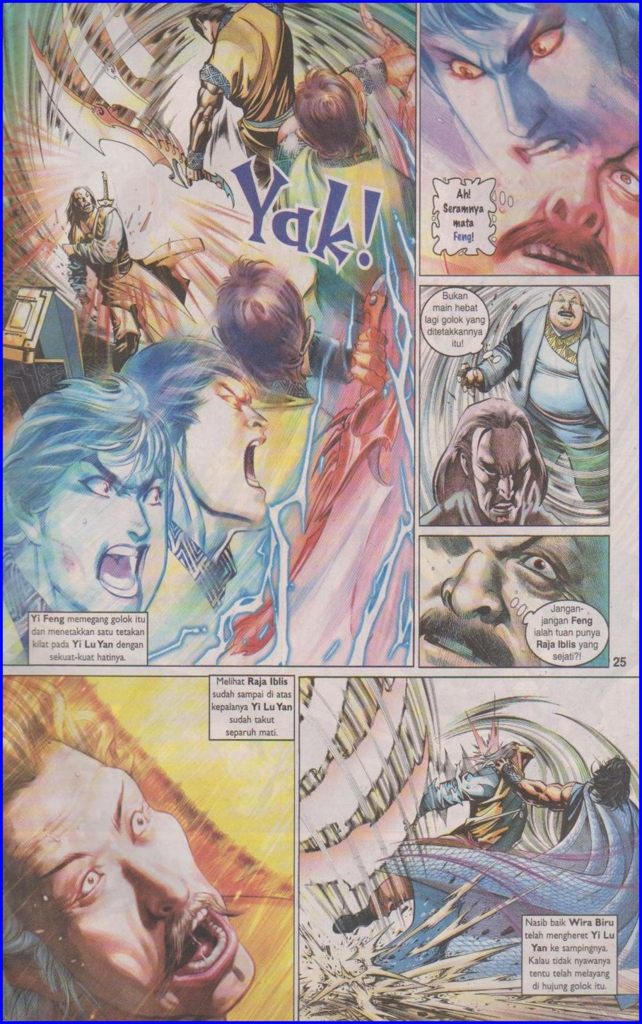 Yak!
Yi Feng memegang golok itu
dan menetakkan satu tetakan
kilat pada Yi Lu Yan dengan
sekuat-kuat hatinya.
Ah!
Seramnya
mata
Feng!
Bukan
main hebat
lagi golok yang
ditetakkannya
itu!
Jangan-
jangan Feng
ialah tuan punya
Raja Iblis yang
sejati?!
25
Melihat Raja Iblis
sudah sampai di atas
kepalanya Yi Lu Yan
sudah takut
separuh mati.
Nasib baik Wira Biru
telah mengheret Yi Lu
Yan ke sampingnya.
Kalau tidak nyawanya
tentu telah melayang
di hujung golok itu.